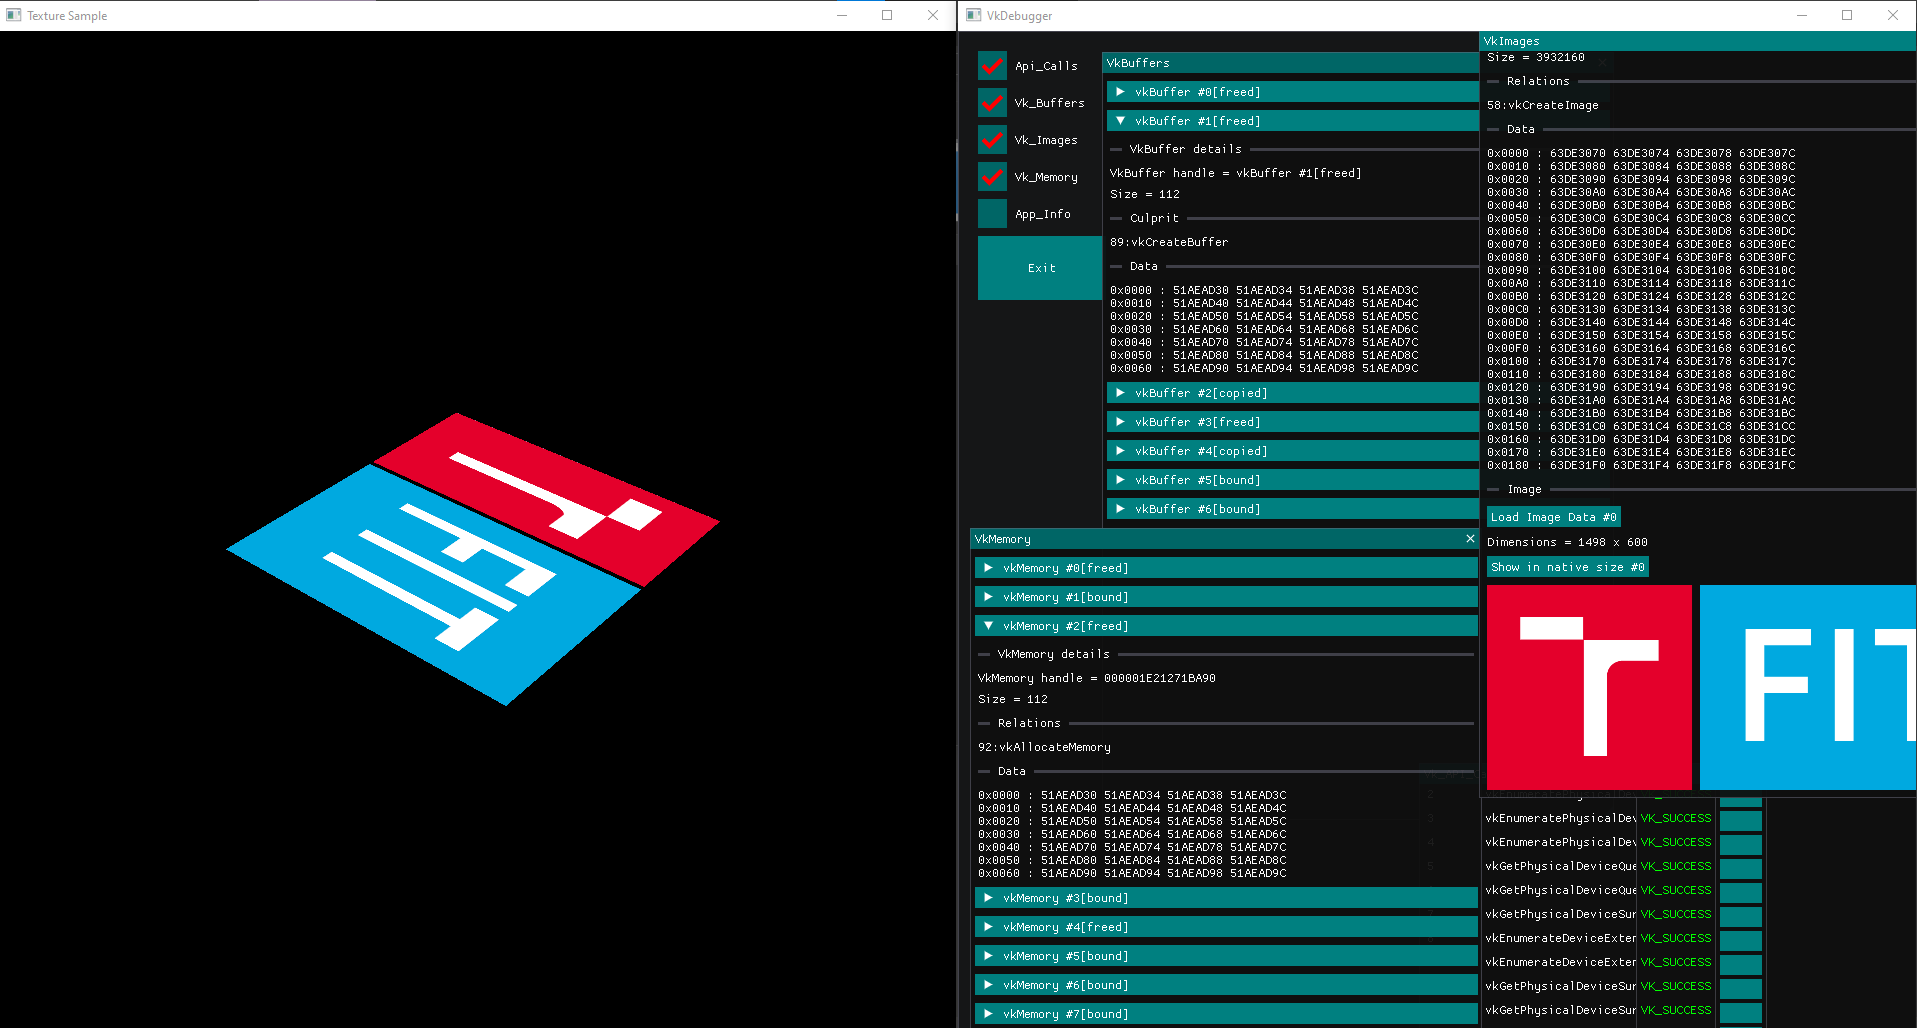 Texture Sample
VkDebugger
Api_Calls
Vk_Buffers
Vk_Images
Vk_Memory
App_Info
Exit
VkBuffers
vkBuffer #0[freed]
vkBuffer #1[freed]
VkBuffer details
VkBuffer handle = vkBuffer #1[freed]
Size = 112
Culprit
89:vkCreateBuffer
Data
0x0000 : 51AEAD30 51AEAD34 51AEAD38 51AEAD3C
0x0010 : 51AEAD40 51AEAD44 51AEAD48 51AEAD4C
0x0020 : 51AEAD50 51AEAD54 51AEAD58 51AEAD5C
0x0030 : 51AEAD60 51AEAD64 51AEAD68 51AEAD6C
0x0040 : 51AEAD70 51AEAD74 51AEAD78 51AEAD7C
0x0050 : 51AEAD80 51AEAD84 51AEAD88 51AEAD8C
0x0060 : 51AEAD90 51AEAD94 51AEAD98 51AEAD9C
vkBuffer #2[copied]
vkBuffer #3[freed]
vkBuffer #4[copied]
vkBuffer #5[bound]
vkBuffer #6[bound]
VkMemory
vkMemory #0[freed]
vkMemory #1[bound]
vkMemory #2[freed]
VkMemory details
VkMemory handle = 000001E21271BA90
Size = 112
Relations
92:vkAllocateMemory
Data
0x0000 : 51AEAD30 51AEAD34 51AEAD38 51AEAD3C
0x0010 : 51AEAD40 51AEAD44 51AEAD48 51AEAD4C
0x0020 : 51AEAD50 51AEAD54 51AEAD58 51AEAD5C
0x0030 : 51AEAD60 51AEAD64 51AEAD68 51AEAD6C
0x0040 : 51AEAD70 51AEAD74 51AEAD78 51AEAD7C
0x0050 : 51AEAD80 51AEAD84 51AEAD88 51AEAD8C
0x0060 : 51AEAD90 51AEAD94 51AEAD98 51AEAD9C
vkMemory #3[bound]
vkMemory #4[freed]
vkMemory #5[bound]
vkMemory #6[bound]
vkMemory #7[bound]
VkImages
Size = 3932160
Relations
58:vkCreateImage
Data
0x0000 : 63DE3070 63DE3074 63DE3078 63DE307C
0x0010 : 63DE3080 63DE3084 63DE3088 63DE308C
0x0020 : 63DE3090 63DE3094 63DE3098 63DE309C
0x0030 : 63DE30A0 63DE30A4 63DE30A8 63DE30AC
0x0040 : 63DE30B0 63DE30B4 63DE30B8 63DE30BC
0x0050 : 63DE30C0 63DE30C4 63DE30C8 63DE30CC
0x0060 : 63DE30D0 63DE30D4 63DE30D8 63DE30DC
0x0070 : 63DE30E0 63DE30E4 63DE30E8 63DE30EC
0x0080 : 63DE30F0 63DE30F4 63DE30F8 63DE30FC
0x0090 : 63DE3100 63DE3104 63DE3108 63DE310C
0x00A0 : 63DE3110 63DE3114 63DE3118 63DE311C
0x00B0 : 63DE3120 63DE3124 63DE3128 63DE312C
0x00C0 : 63DE3130 63DE3134 63DE3138 63DE313C
0x00D0 : 63DE3140 63DE3144 63DE3148 63DE314C
0x00E0 : 63DE3150 63DE3154 63DE3158 63DE315C
0x00F0 : 63DE3160 63DE3164 63DE3168 63DE316C
0x0100 : 63DE3170 63DE3174 63DE3178 63DE317C
0x0110 : 63DE3180 63DE3184 63DE3188 63DE318C
0x0120 : 63DE3190 63DE3194 63DE3198 63DE319C
0x0130 : 63DE31A0 63DE31A4 63DE31A8 63DE31AC
0x0140 : 63DE31B0 63DE31B4 63DE31B8 63DE31BC
0x0150 : 63DE31C0 63DE31C4 63DE31C8 63DE31CC
0x0160 : 63DE31D0 63DE31D4 63DE31D8 63DE31DC
0x0170 : 63DE31E0 63DE31E4 63DE31E8 63DE31EC
0x0180 : 63DE31F0 63DE31F4 63DE31F8 63DE31FC
Image
Load Image Data #0
Dimensions = 1498 x 600
Show in native size #0
T FIT
vkEnumeratePhysicalDev VK_SUCCESS
vkEnumeratePhysicalDev VK_SUCCESS
vkGetPhysicalDeviceQue VK_SUCCESS
vkGetPhysicalDeviceQue VK_SUCCESS
vkGetPhysicalDeviceSur VK_SUCCESS
vkEnumerateDeviceExten VK_SUCCESS
vkEnumerateDeviceExten VK_SUCCESS
vkGetPhysicalDeviceSur VK_SUCCESS
vkGetPhysicalDeviceSur VK_SUCCESS